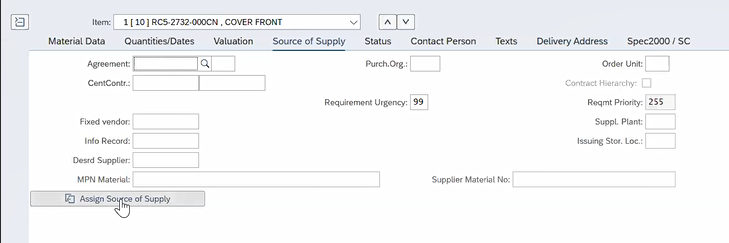 Item: 1 [ 10 ] RC5-2732-000CN , COVER FRONT
Material Data Quantities/Dates Valuation Source of Supply Status Contact Person Texts Delivery Address Spec2000 / SC
Agreement: Purch.Org.: Order Unit:
CentContr.: Contract Hierarchy:
Requirement Urgency: 99 Reqmt Priority: 255
Fixed vendor: Suppl. Plant:
Info Record: Issuing Stor. Loc.:
Desrd Supplier:
MPN Material: Supplier Material No:
Assign Source of Supply